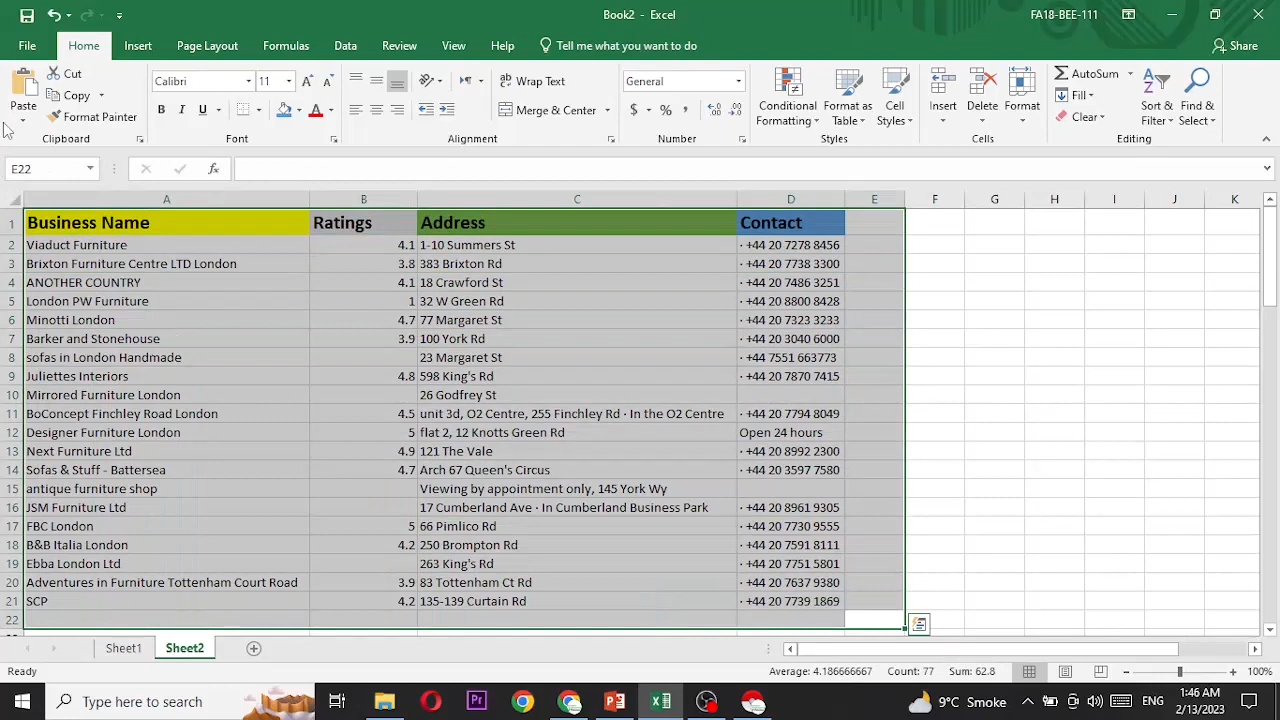 Book2 - Excel
FA18-BEE-111
File Home Insert Page Layout Formulas Data Review View Help Tell me what you want to do Share
Paste
Cut
Copy
Format Painter
Clipboard
Calibri 11
B I U
Font
Wrap Text
Merge & Center
Alignment
General
$ % ,
Number
Conditional Formatting
Format as Table
Cell Styles
Styles
Insert
Delete
Format
Cells
AutoSum
Fill
Clear
Sort & Filter
Find & Select
Editing
E22
fx
A B C D E F G H I J K
1 Business Name Ratings Address Contact
2 Viaduct Furniture 4.1 1-10 Summers St · +44 20 7278 8456
3 Brixton Furniture Centre LTD London 3.8 383 Brixton Rd · +44 20 7738 3300
4 ANOTHER COUNTRY 4.1 18 Crawford St · +44 20 7486 3251
5 London PW Furniture 1 32 W Green Rd · +44 20 8800 8428
6 Minotti London 4.7 77 Margaret St · +44 20 7323 3233
7 Barker and Stonehouse 3.9 100 York Rd · +44 20 3040 6000
8 sofas in London Handmade 23 Margaret St · +44 7551 663773
9 Juliettes Interiors 4.8 598 King's Rd · +44 20 7870 7415
10 Mirrored Furniture London 26 Godfrey St
11 BoConcept Finchley Road London 4.5 unit 3d, O2 Centre, 255 Finchley Rd · In the O2 Centre · +44 20 7794 8049
12 Designer Furniture London 5 flat 2, 12 Knotts Green Rd Open 24 hours
13 Next Furniture Ltd 4.9 121 The Vale · +44 20 8992 2300
14 Sofas & Stuff - Battersea 4.7 Arch 67 Queen's Circus · +44 20 3597 7580
15 antique furniture shop Viewing by appointment only, 145 York Wy
16 JSM Furniture Ltd 17 Cumberland Ave · In Cumberland Business Park · +44 20 8961 9305
17 FBC London 5 66 Pimlico Rd · +44 20 7730 9555
18 B&B Italia London 4.2 250 Brompton Rd · +44 20 7591 8111
19 Ebba London Ltd 263 King's Rd · +44 20 7751 5801
20 Adventures in Furniture Tottenham Court Road 3.9 83 Tottenham Ct Rd · +44 20 7637 9380
21 SCP 4.2 135-139 Curtain Rd · +44 20 7739 1869
22
Sheet1 Sheet2
Ready
Average: 4.186666667 Count: 77 Sum: 62.8
100%
Type here to search
Pr
9°C Smoke
ENG
1:46 AM
2/13/2023